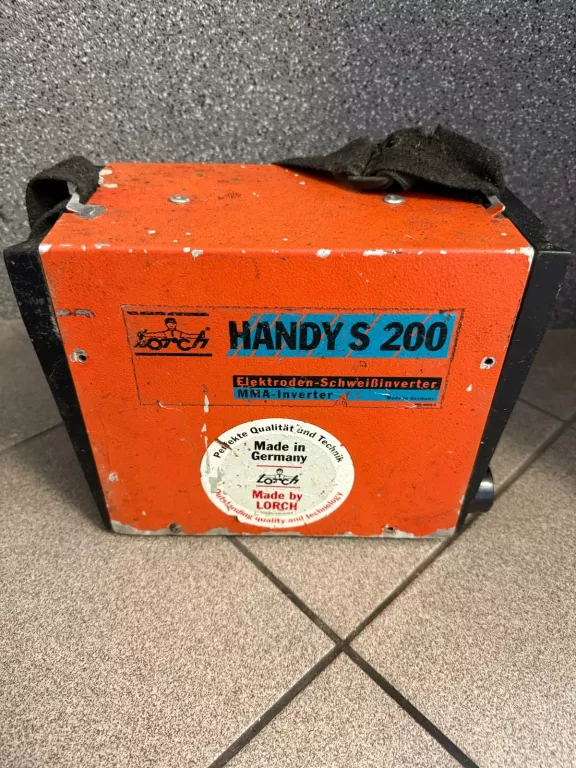 Lorch
HANDY S 200
Elektroden-Schweißinverter
MMA-Inverter
Made in Germany
Perfekte Qualität und Technik
Made in
Germany
Lorch
Made by
LORCH
Outstanding quality and technology